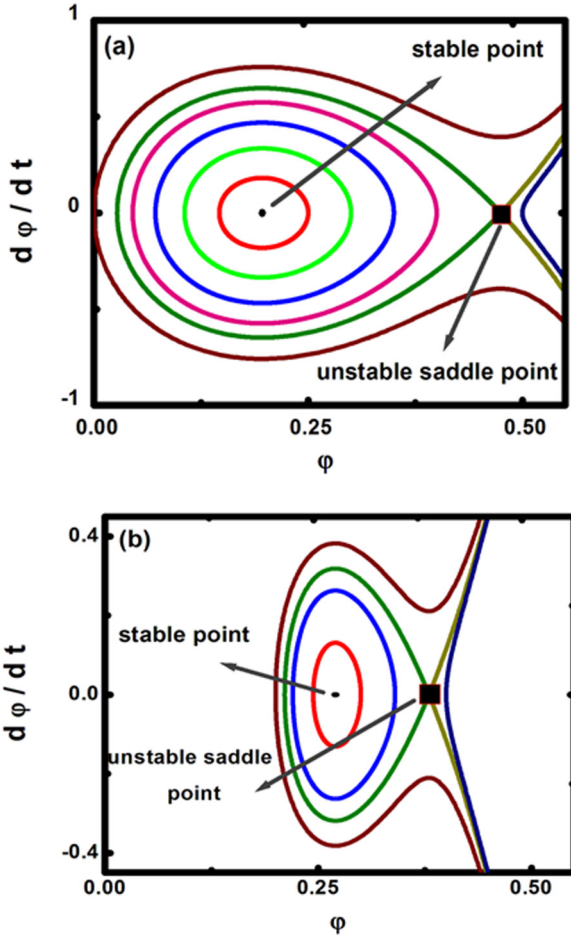 1
(a)
stable point
d φ / d t
0
unstable saddle point
-1
0.00
0.25
0.50
φ
(b)
0.4
stable point
d φ / d t
0.0
unstable saddle
point
-0.4
0.00
0.25
0.50
φ